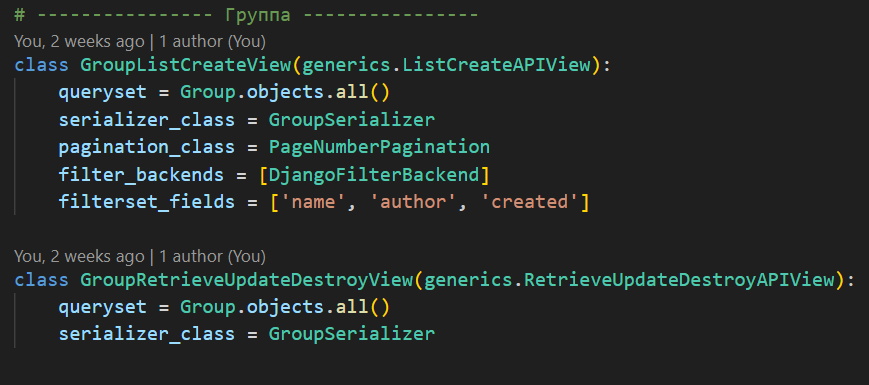 # ---------------- Группа ----------------
You, 2 weeks ago | 1 author (You)
class GroupListCreateView(generics.ListCreateAPIView):
    queryset = Group.objects.all()
    serializer_class = GroupSerializer
    pagination_class = PageNumberPagination
    filter_backends = [DjangoFilterBackend]
    filterset_fields = ['name', 'author', 'created']
You, 2 weeks ago | 1 author (You)
class GroupRetrieveUpdateDestroyView(generics.RetrieveUpdateDestroyAPIView):
    queryset = Group.objects.all()
    serializer_class = GroupSerializer